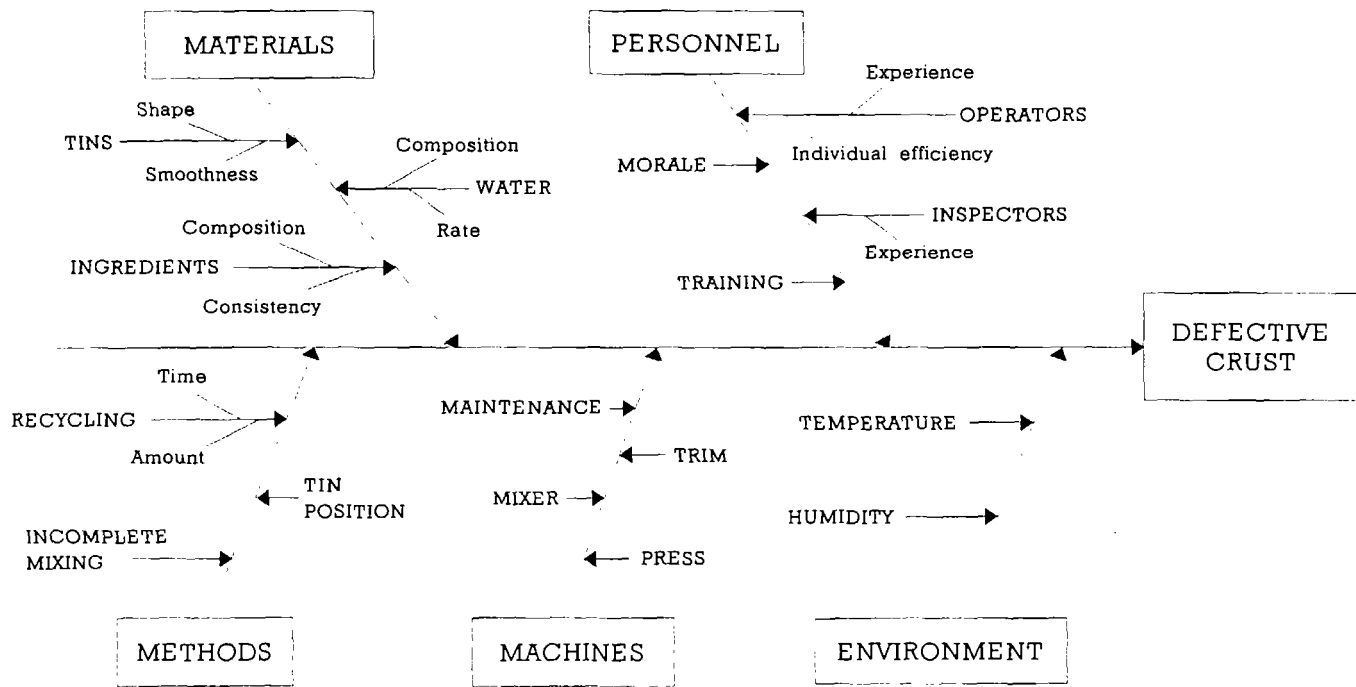 MATERIALS
PERSONNEL
Experience
Shape
OPERATORS
TINS
Composition
Individual efficiency
MORALE
Smoothness
WATER
INSPECTORS
Composition
Rate
Experience
INGREDIENTS
TRAINING
Consistency
DEFECTIVE
CRUST
Time
MAINTENANCE
RECYCLING
TEMPERATURE
Amount
TRIM
TIN
POSITION
MIXER
HUMIDITY
INCOMPLETE
MIXING
PRESS
METHODS
MACHINES
ENVIRONMENT